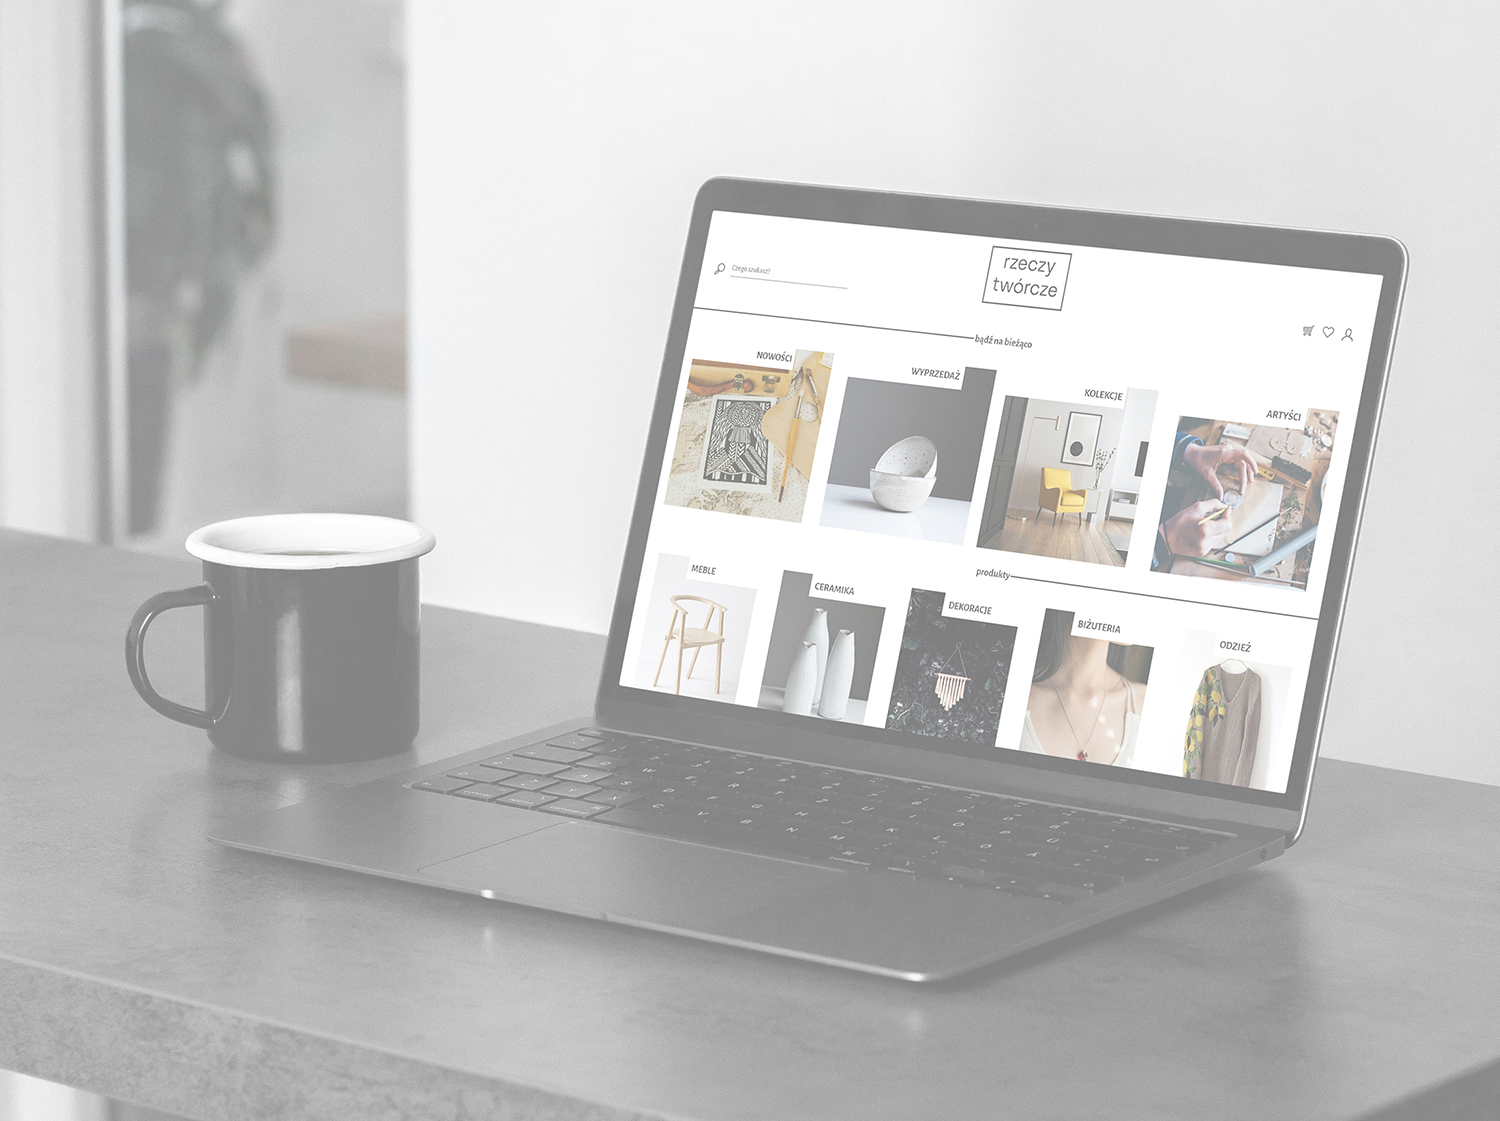 rzeczy
twórcze
Czego szukasz?
bądź na bieżąco
NOWOŚCI
WYPRZEDAŻ
KOLEKCJE
ARTYŚCI
produkty
MEBLE
CERAMIKA
DEKORACJE
BIŻUTERIA
ODZIEŻ